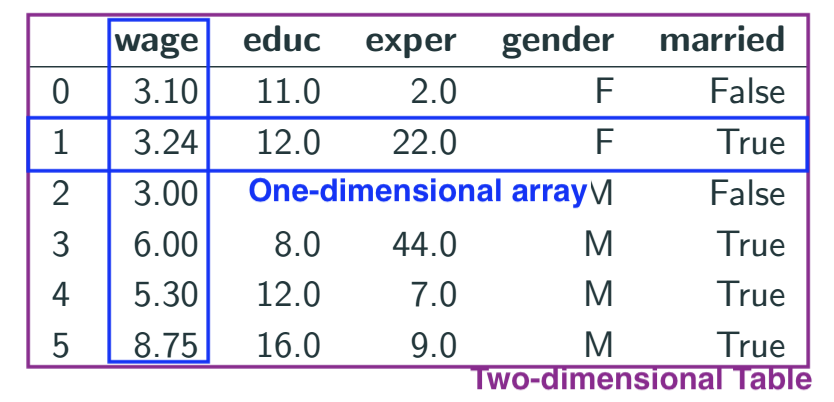 wage educ exper gender married
0 3.10 11.0 2.0 F False
1 3.24 12.0 22.0 F True
2 3.00 One-dimensional array M False
3 6.00 8.0 44.0 M True
4 5.30 12.0 7.0 M True
5 8.75 16.0 9.0 M True
Two-dimensional Table